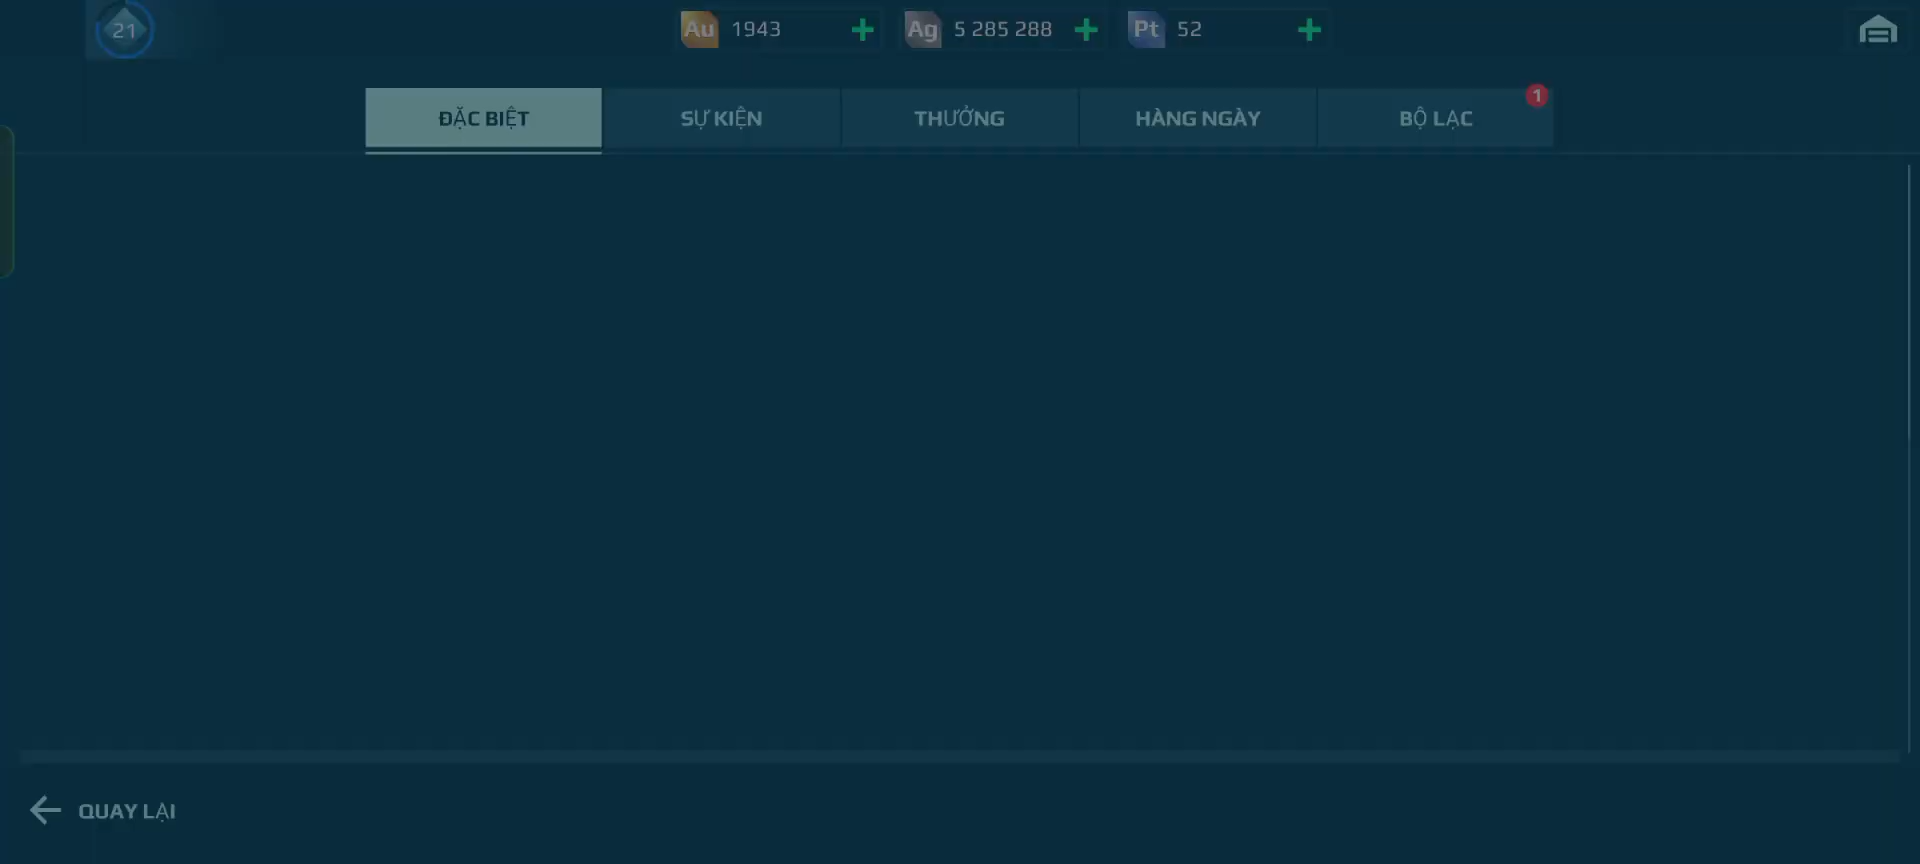 21
Au 1943 +
Ag 5 285 288 +
Pt 52 +
ĐẶC BIỆT
SỰ KIỆN
THƯỞNG
HÀNG NGÀY
BỘ LẠC
1
QUAY LẠI